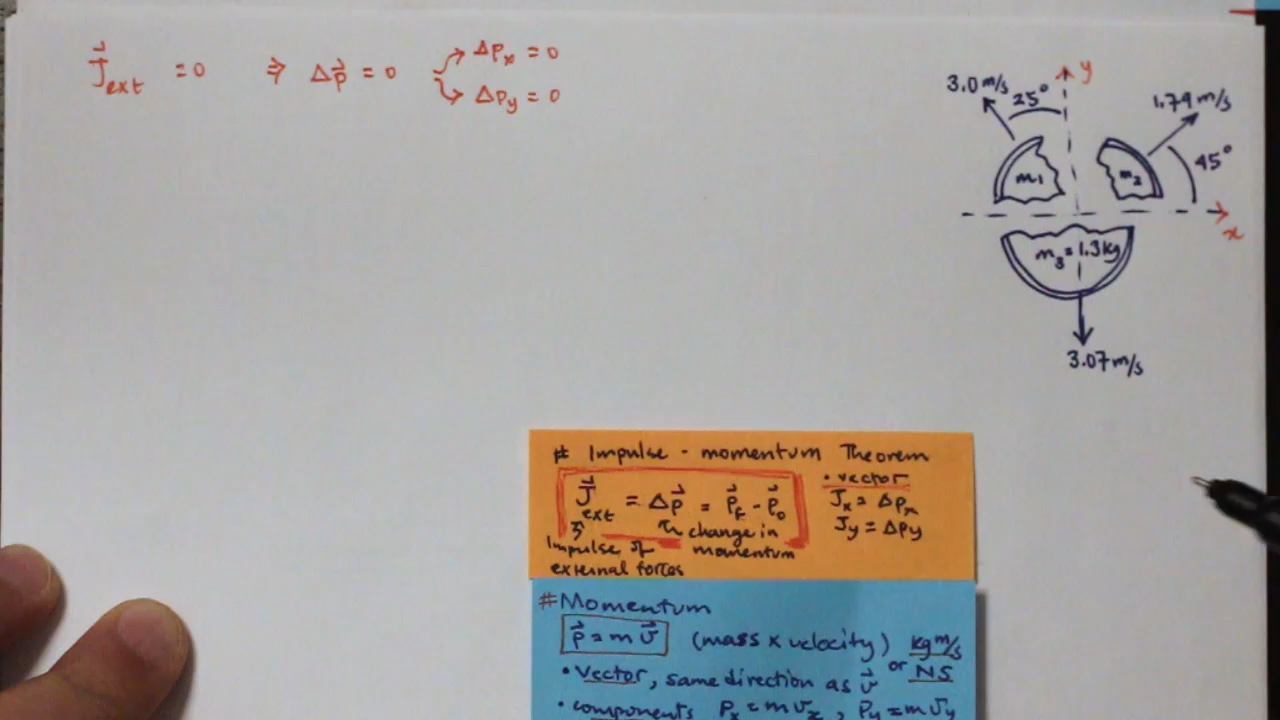 J⃗ext = 0 ⇒ Δp⃗ = 0
ΔPx = 0
ΔPy = 0
y
3.0 m/s
25°
1.79 m/s
45°
m1
m2
x
m3 = 1.3 kg
3.07 m/s
# Impulse - momentum Theorem
J⃗ext = Δp⃗ = P⃗f - P⃗o
Impulse of external forces
change in momentum
• vector
Jx = ΔPx
Jy = ΔPy
# Momentum
p⃗ = m v⃗ (mass x velocity) kg m/s or NS
• Vector, same direction as v⃗
• components Px = m vx, Py = m vy